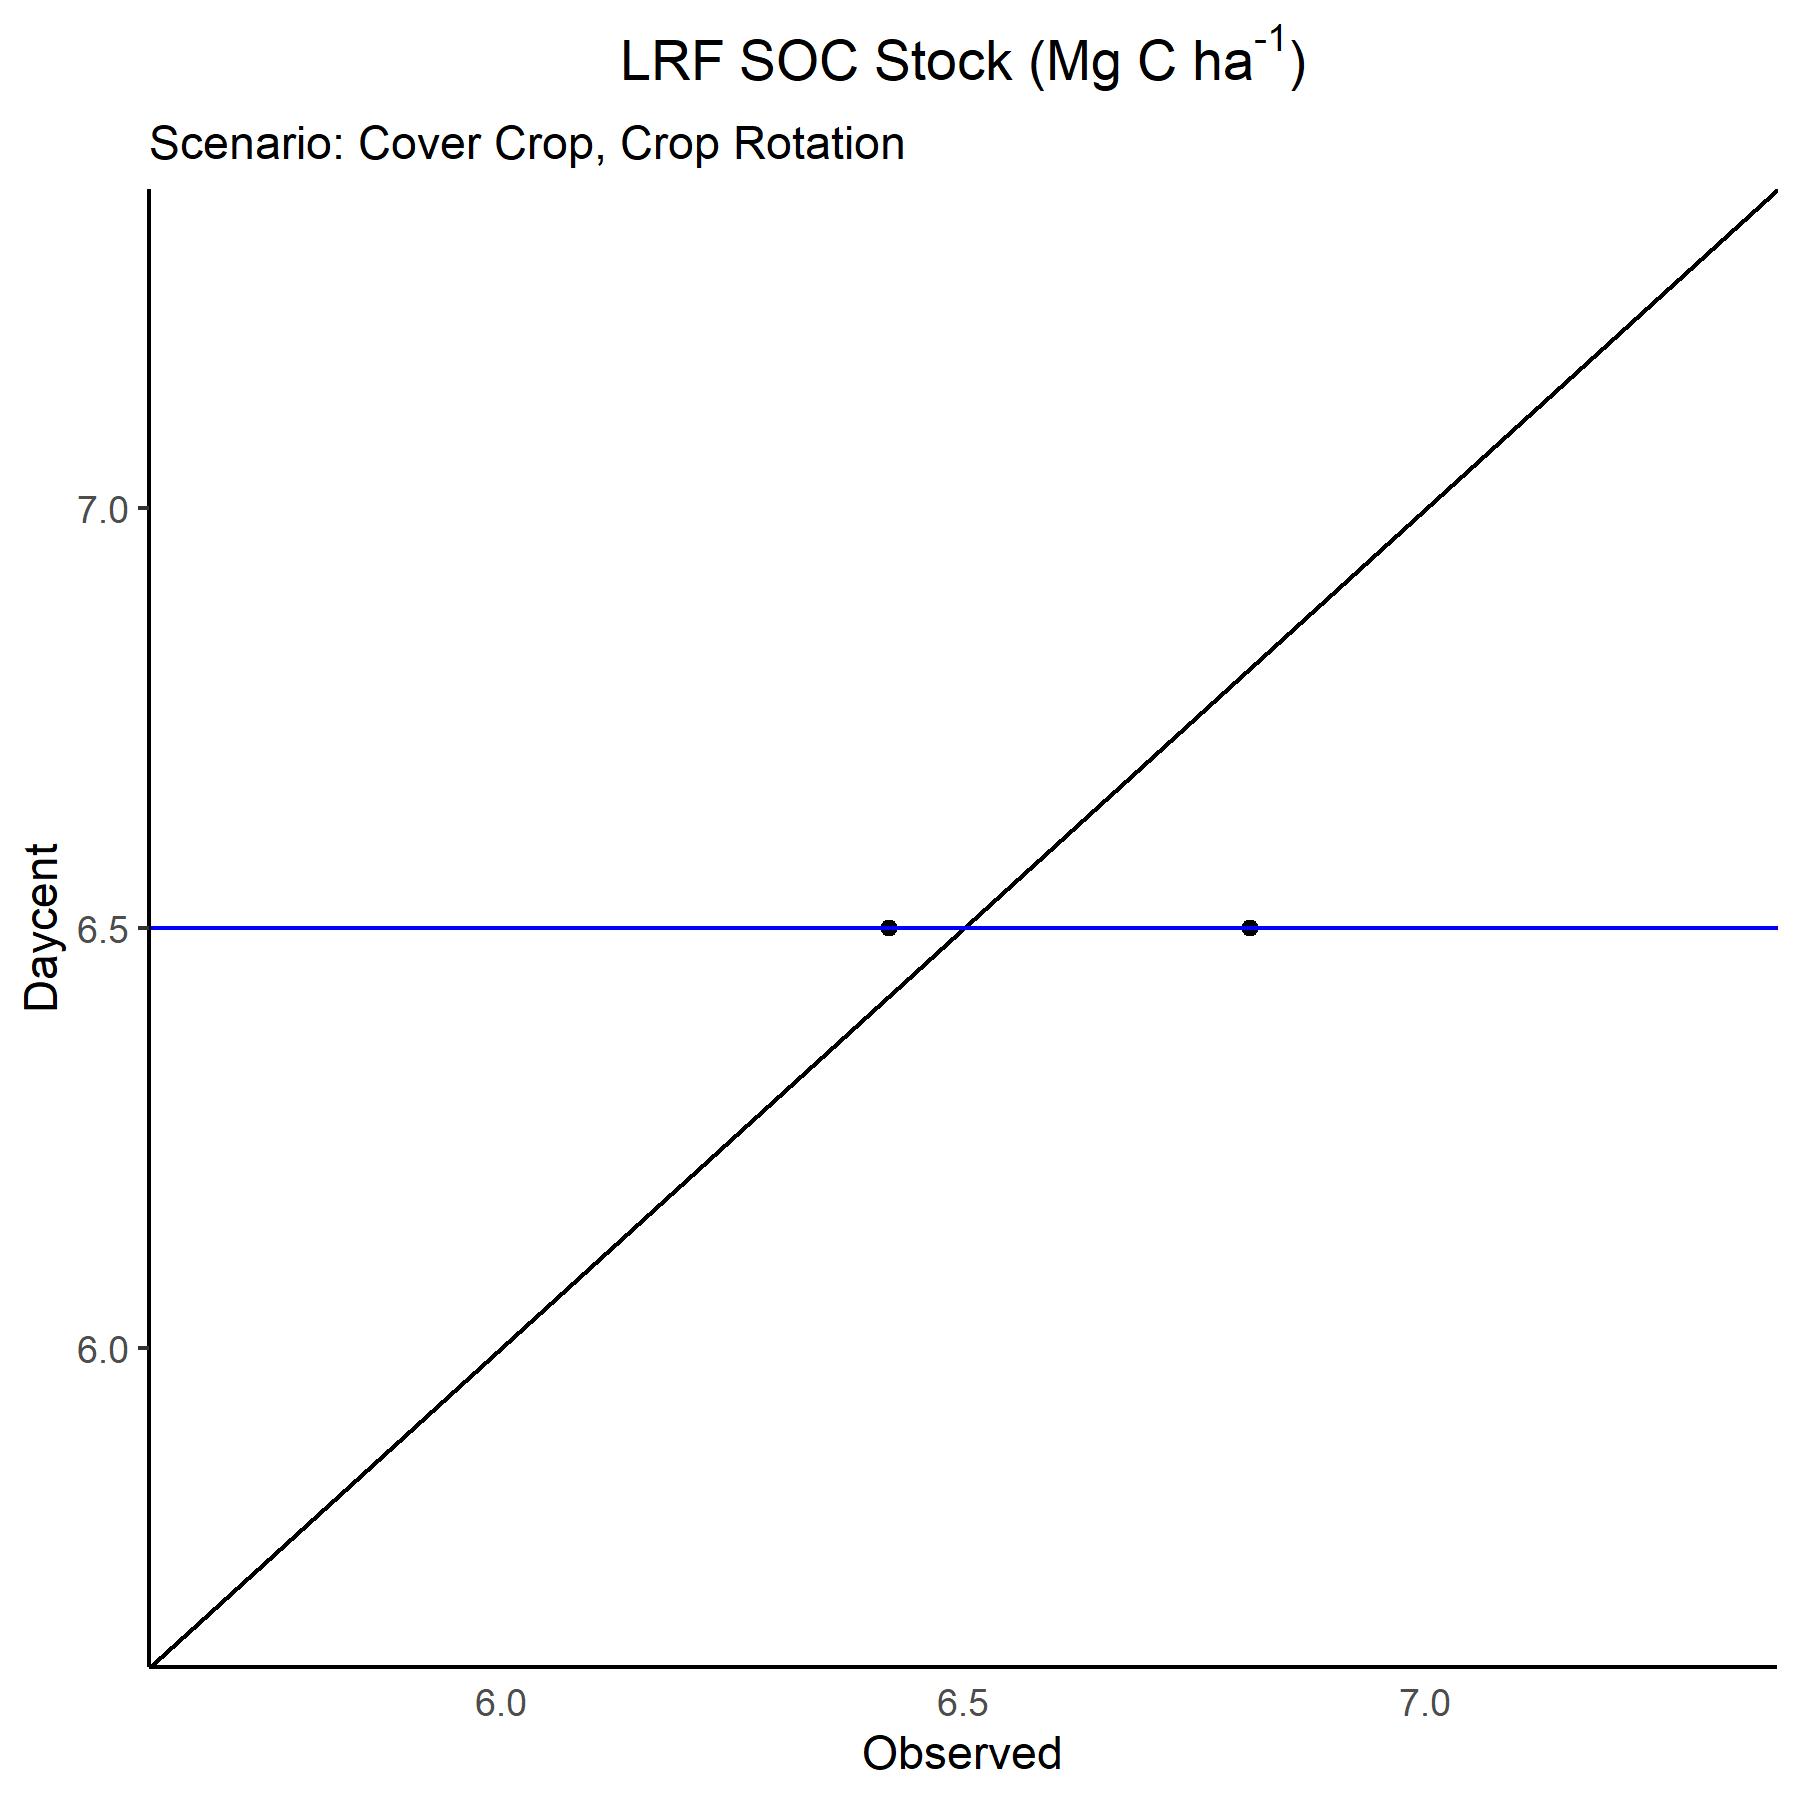 LRF SOC Stock (Mg C ha⁻¹)
Scenario: Cover Crop, Crop Rotation
7.0
6.5
6.0
Daycent
6.0 6.5 7.0
Observed